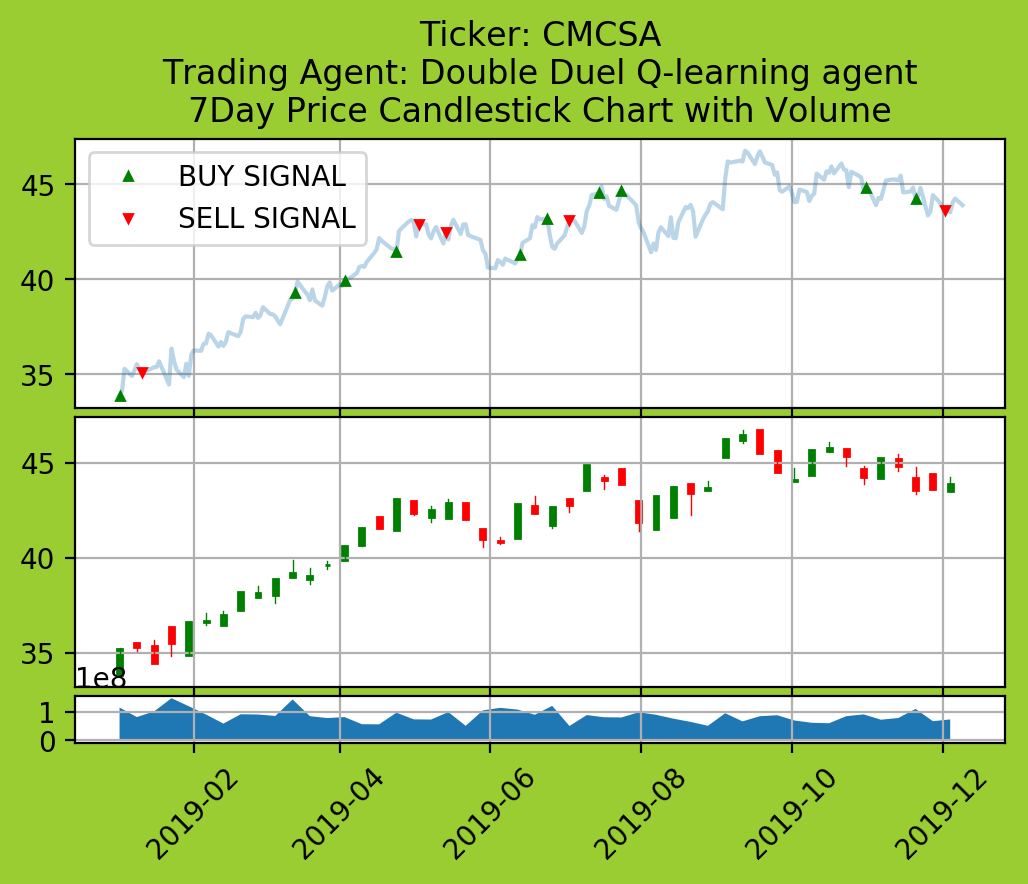 Ticker: CMCSA
Trading Agent: Double Duel Q-learning agent
7Day Price Candlestick Chart with Volume
BUY SIGNAL
SELL SIGNAL
45
40
35
45
40
35
1e8
1
0
2019-02
2019-04
2019-06
2019-08
2019-10
2019-12